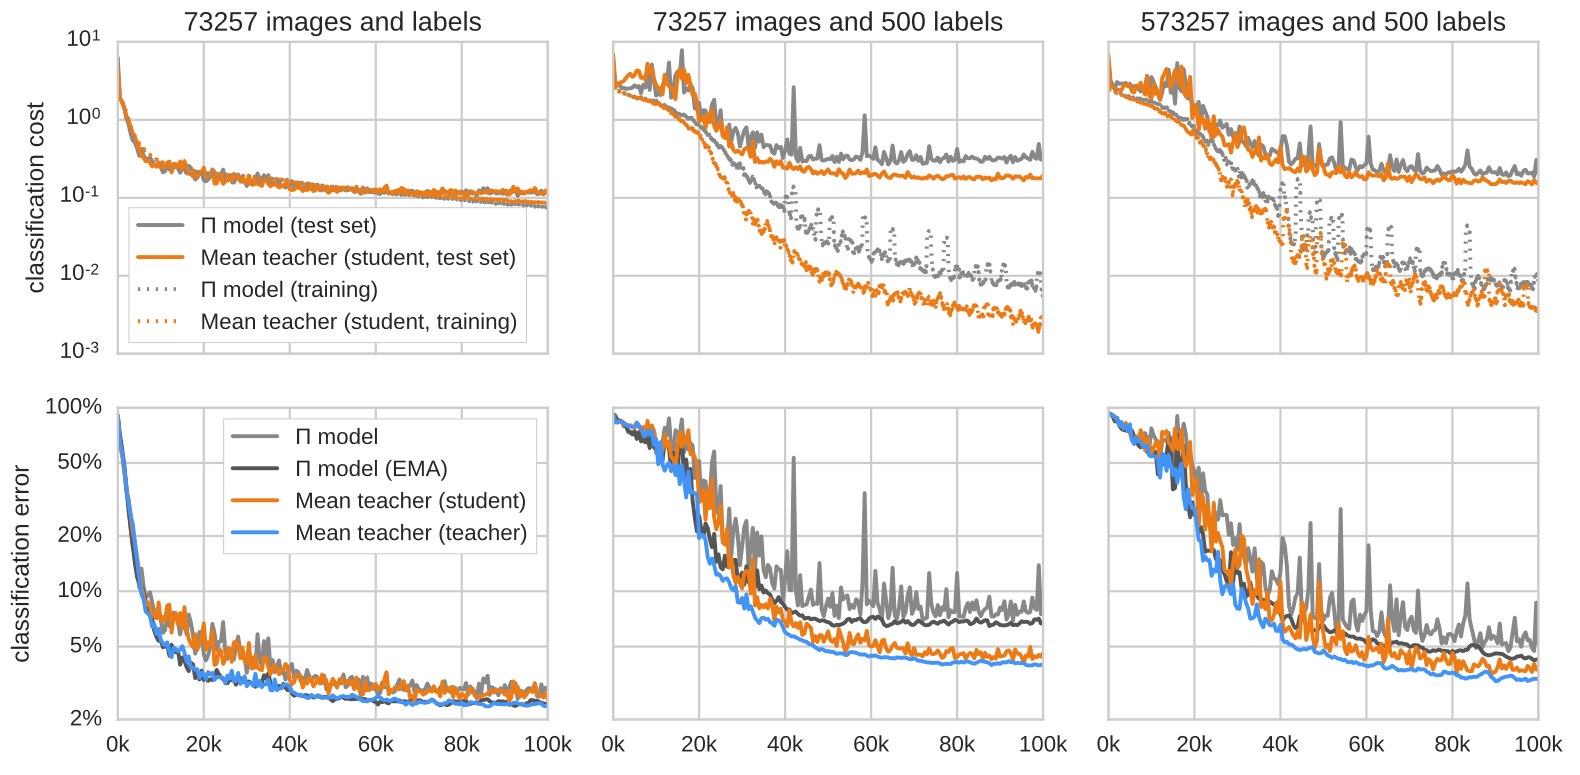 73257 images and labels
73257 images and 500 labels
573257 images and 500 labels
classification cost
10¹
10⁰
10⁻¹
10⁻²
10⁻³
Π model (test set)
Mean teacher (student, test set)
Π model (training)
Mean teacher (student, training)
classification error
100%
50%
20%
10%
5%
2%
Π model
Π model (EMA)
Mean teacher (student)
Mean teacher (teacher)
0k 20k 40k 60k 80k 100k
0k 20k 40k 60k 80k 100k
0k 20k 40k 60k 80k 100k